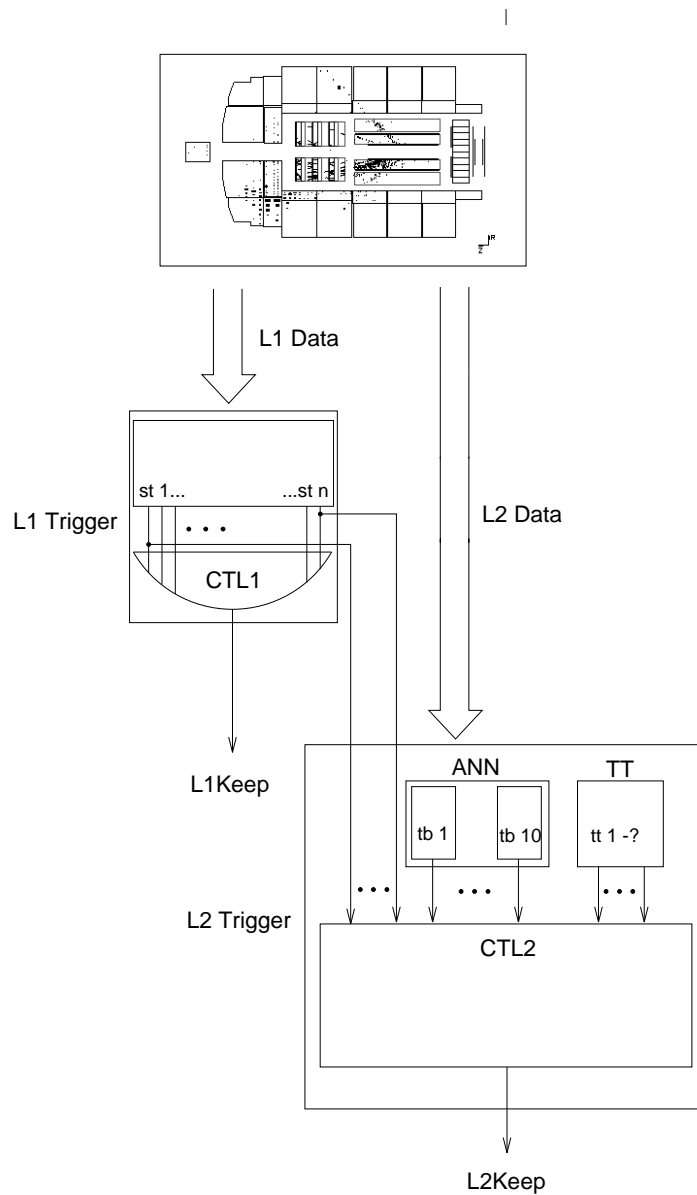 R
Z
L1 Data
st 1...
...st n
L1 Trigger
• • •
CTL1
L2 Data
L1Keep
ANN
TT
tb 1
tb 10
tt 1 -?
• • •
• • •
• • •
L2 Trigger
CTL2
L2Keep